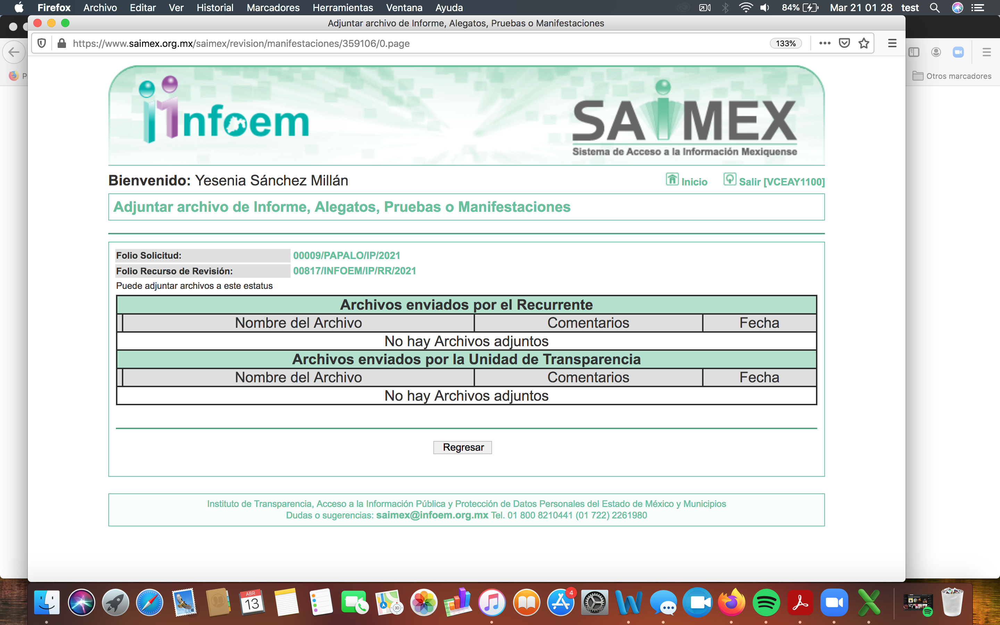 Firefox Archivo Editar Ver Historial Marcadores Herramientas Ventana Ayuda 84% Mar 21 01 28 test
Adjuntar archivo de Informe, Alegatos, Pruebas o Manifestaciones
https://www.saimex.org.mx/saimex/revision/manifestaciones/359106/0.page 133%
P Otros marcadores
infoem
SAIMEX
Sistema de Acceso a la Información Mexiquense
Bienvenido: Yesenia Sánchez Millán Inicio Salir [VCEAY1100]
Adjuntar archivo de Informe, Alegatos, Pruebas o Manifestaciones
Folio Solicitud: 00009/PAPALO/IP/2021
Folio Recurso de Revisión: 00817/INFOEM/IP/RR/2021
Puede adjuntar archivos a este estatus
Archivos enviados por el Recurrente
Nombre del Archivo Comentarios Fecha
No hay Archivos adjuntos
Archivos enviados por la Unidad de Transparencia
Nombre del Archivo Comentarios Fecha
No hay Archivos adjuntos
Regresar
Instituto de Transparencia, Acceso a la Información Pública y Protección de Datos Personales del Estado de México y Municipios
Dudas o sugerencias: saimex@infoem.org.mx Tel. 01 800 8210441 (01 722) 2261980
ABR
13
3D
4